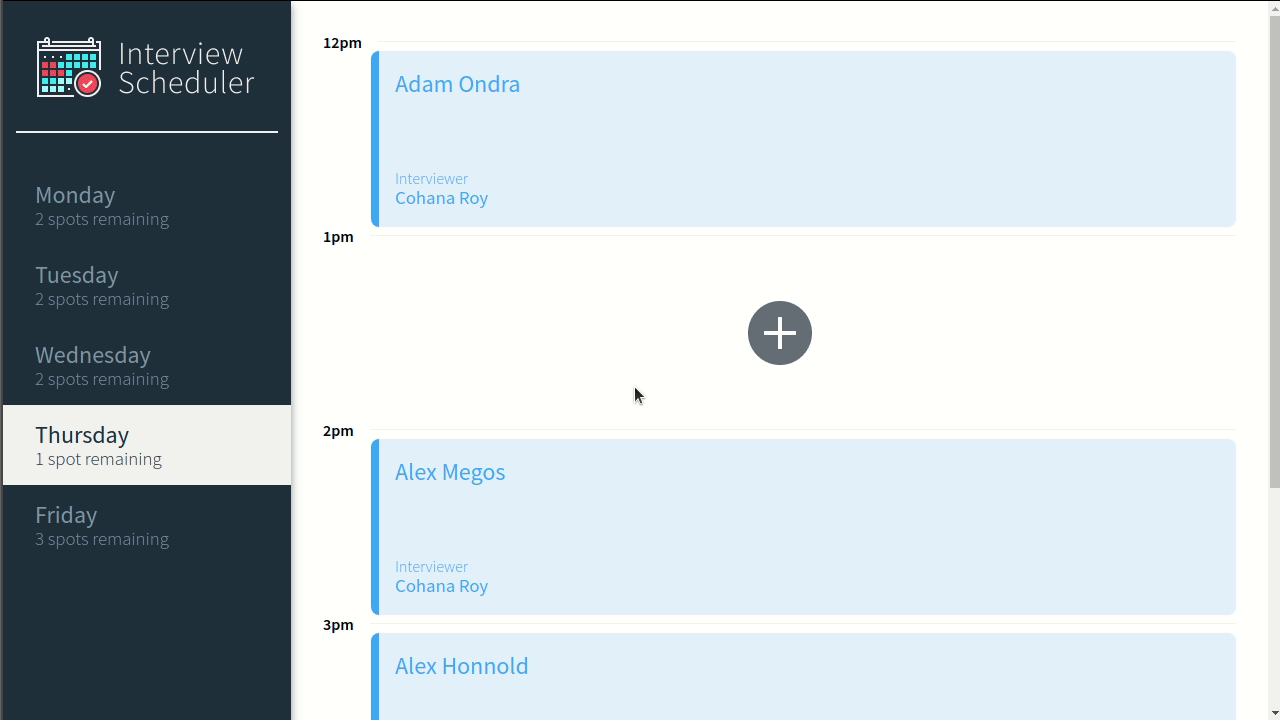 Interview
Scheduler
Monday
2 spots remaining
Tuesday
2 spots remaining
Wednesday
2 spots remaining
Thursday
1 spot remaining
Friday
3 spots remaining
12pm
Adam Ondra
Interviewer
Cohana Roy
1pm
2pm
Alex Megos
Interviewer
Cohana Roy
3pm
Alex Honnold